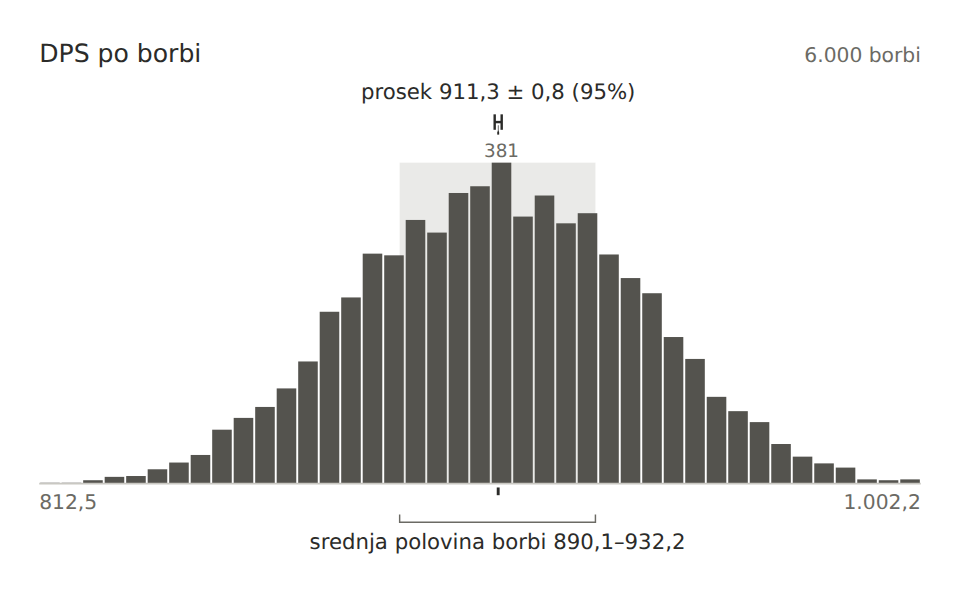 DPS po borbi
6.000 borbi
prosek 911,3 ± 0,8 (95%)
381
812,5
1.002,2
srednja polovina borbi 890,1–932,2